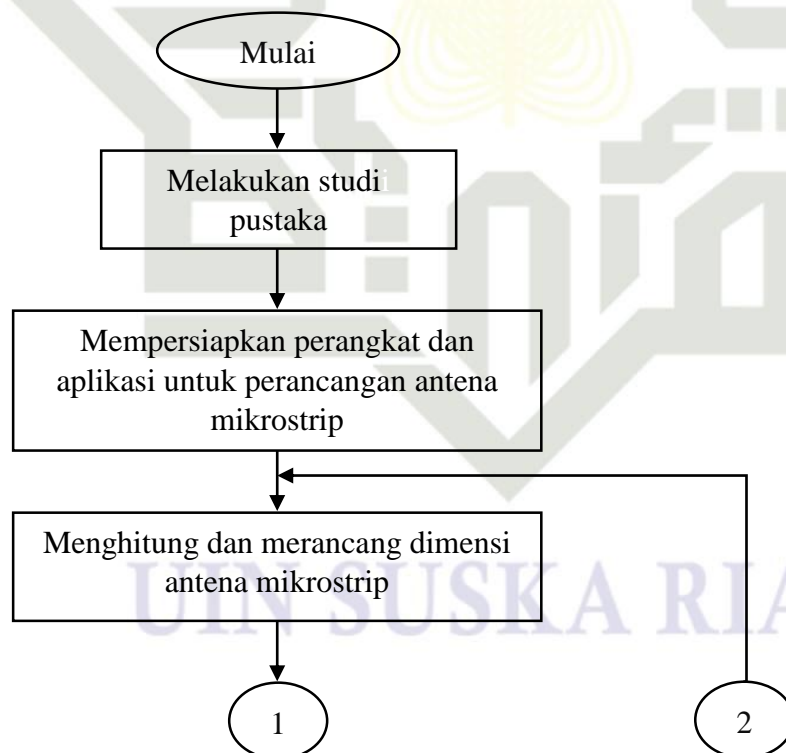 Mulai
Melakukan studi
pustaka
Mempersiapkan perangkat dan
aplikasi untuk perancangan antena
mikrostrip
Menghitung dan merancang dimensi
antena mikrostrip
UIN SUSKA RIA
1
2